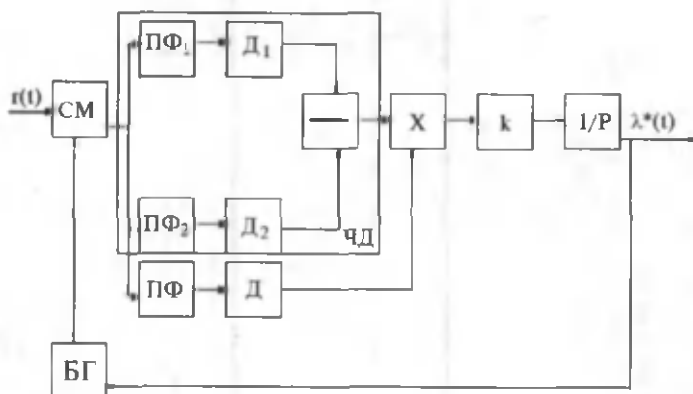 ПФ₁
Д₁
r(t)
СМ
—
X
k
1/P
λ*(t)
ПФ₂
Д₂
ЧД
ПФ
Д
БГ